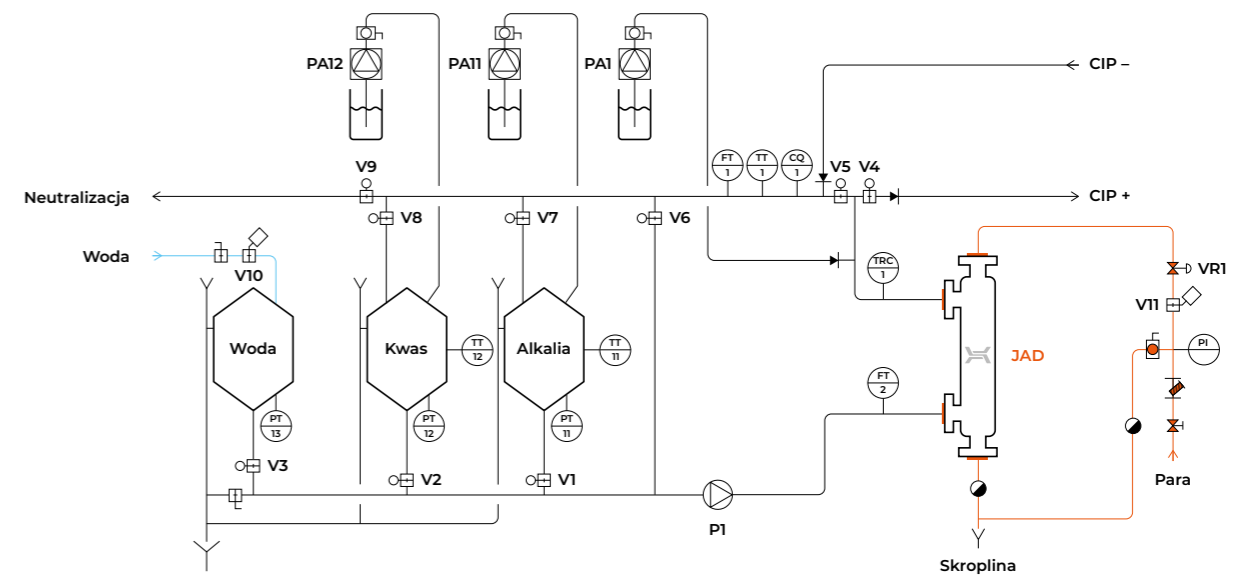 PA12
PA11
PA1
CIP –
V9
FT
1
TT
1
CQ
1
V5
V4
Neutralizacja
CIP +
V8
V7
V6
Woda
V10
TRC
1
VR1
V11
Woda
Kwas
TT
12
Alkalia
TT
11
JAD
PI
FT
2
PT
13
PT
12
PT
11
V3
V2
V1
Para
P1
Skroplina